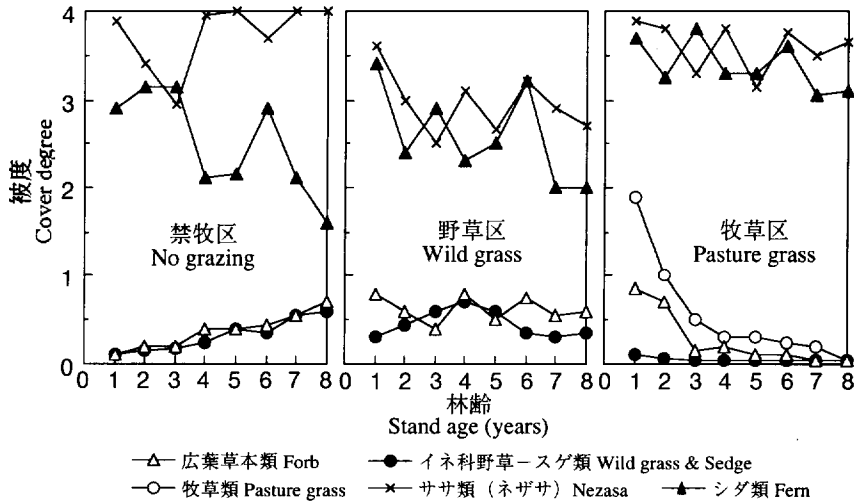 被度
Cover degree
4
3
2
1
0
禁牧区
No grazing
野草区
Wild grass
牧草区
Pasture grass
1 2 3 4 5 6 7 8
0 1 2 3 4 5 6 7 8
0 1 2 3 4 5 6 7 8
0
林齢
Stand age (years)
広葉草本類 Forb
イネ科野草－スゲ類 Wild grass & Sedge
牧草類 Pasture grass
ササ類（ネザサ）Nezasa
シダ類 Fern